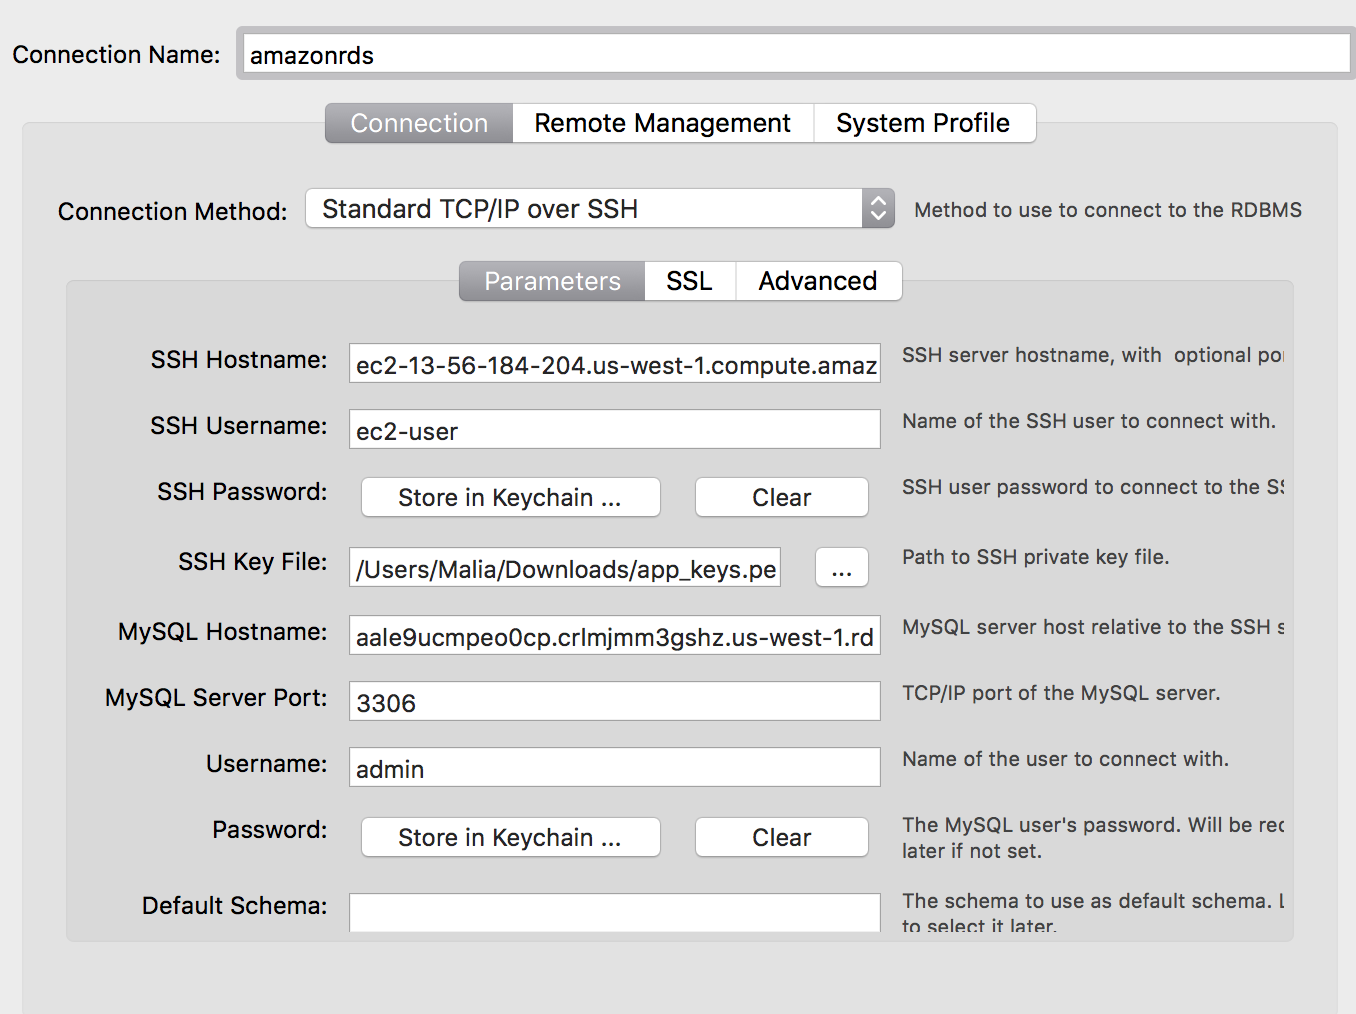 Connection Name: amazonrds
Connection Remote Management System Profile
Connection Method: Standard TCP/IP over SSH Method to use to connect to the RDBMS
Parameters SSL Advanced
SSH Hostname: ec2-13-56-184-204.us-west-1.compute.amaz SSH server hostname, with optional por
SSH Username: ec2-user Name of the SSH user to connect with.
SSH Password: Store in Keychain ... Clear SSH user password to connect to the SS
SSH Key File: /Users/Malia/Downloads/app_keys.pe ... Path to SSH private key file.
MySQL Hostname: aale9ucmpeo0cp.crlmjmm3gshz.us-west-1.rd MySQL server host relative to the SSH s
MySQL Server Port: 3306 TCP/IP port of the MySQL server.
Username: admin Name of the user to connect with.
Password: Store in Keychain ... Clear The MySQL user's password. Will be rec
later if not set.
Default Schema: The schema to use as default schema. L
to select it later.